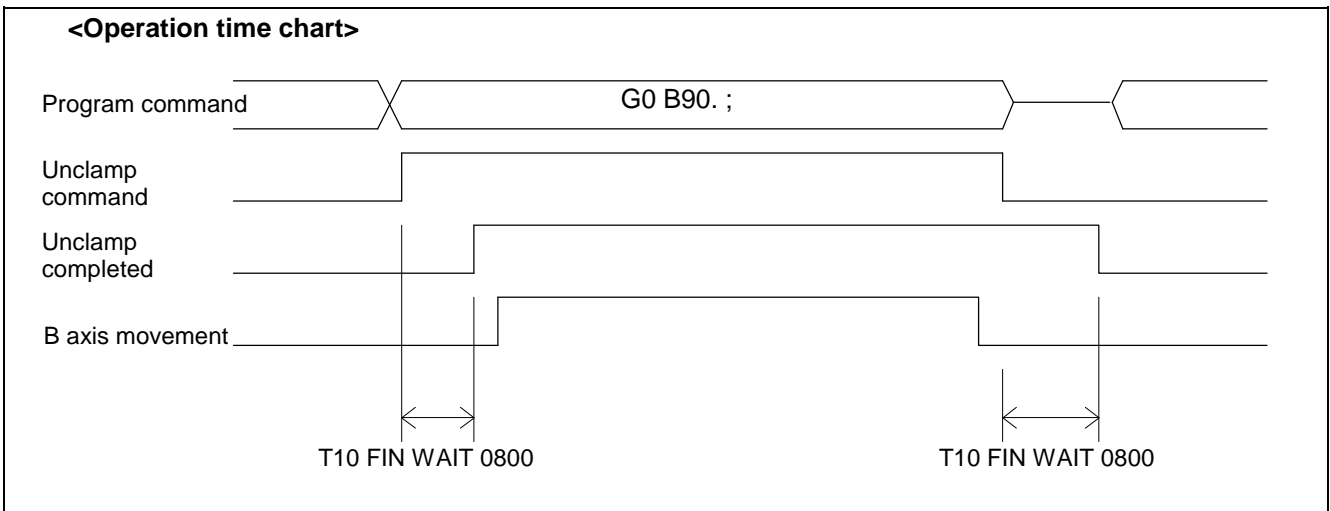 <Operation time chart>
Program command
G0 B90. ;
Unclamp
command
Unclamp
completed
B axis movement
T10 FIN WAIT 0800
T10 FIN WAIT 0800